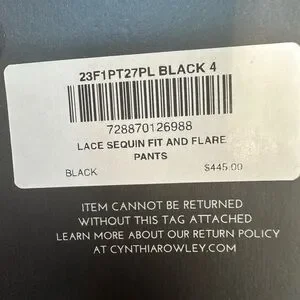 23F1PT27PL BLACK 4
728870126988
LACE SEQUIN FIT AND FLARE
PANTS
BLACK $445.00
ITEM CANNOT BE RETURNED
WITHOUT THIS TAG ATTACHED
LEARN MORE ABOUT OUR RETURN POLICY
AT CYNTHIAROWLEY.COM